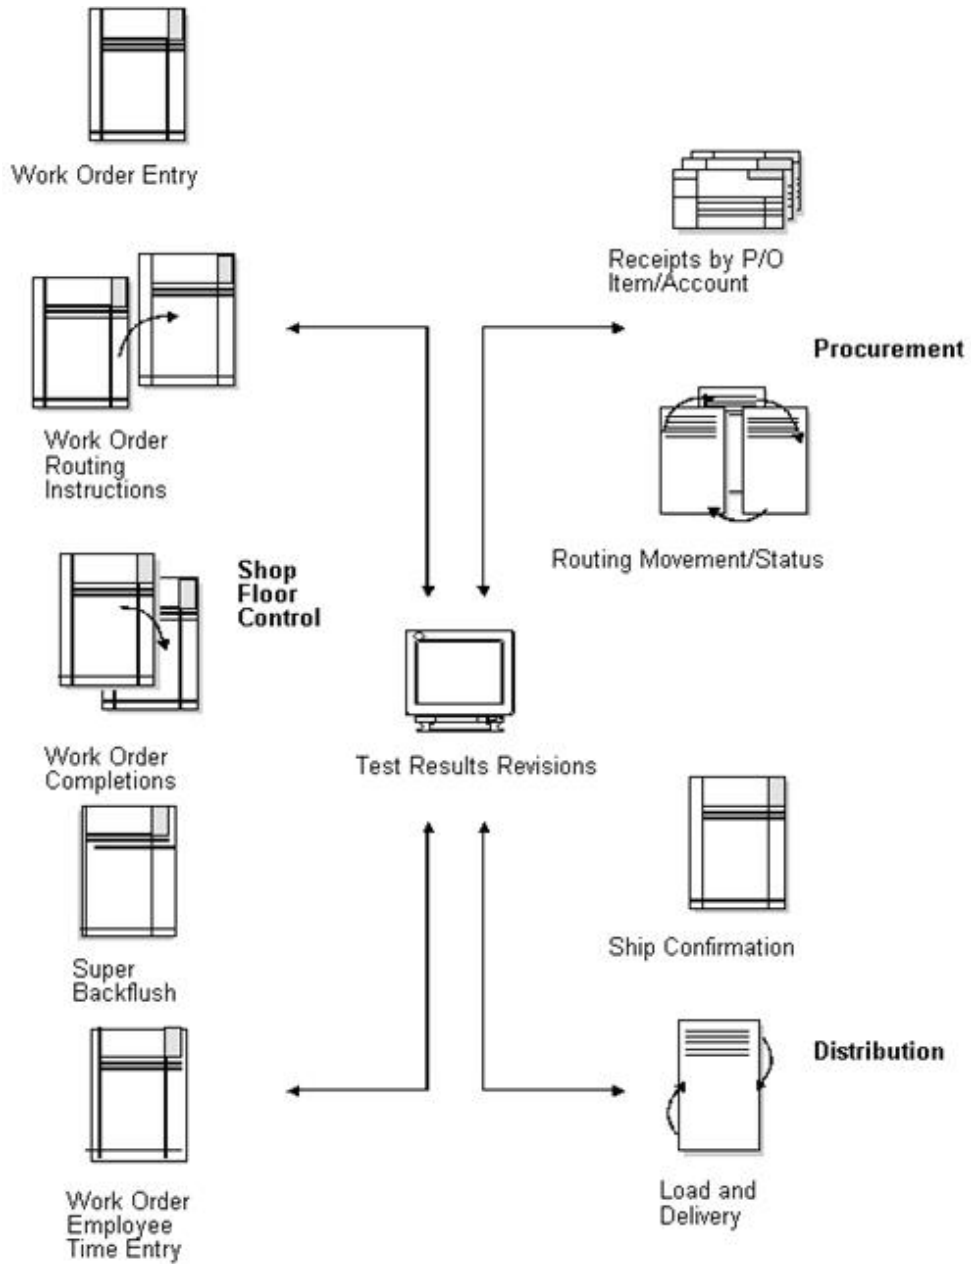 Work Order Entry
Receipts by P/O
Item/Account
Procurement
Work Order
Routing
Instructions
Routing Movement/Status
Shop
Floor
Control
Work Order
Completions
Test Results Revisions
Ship Confirmation
Super
Backflush
Distribution
Work Order
Employee
Time Entry
Load and
Delivery